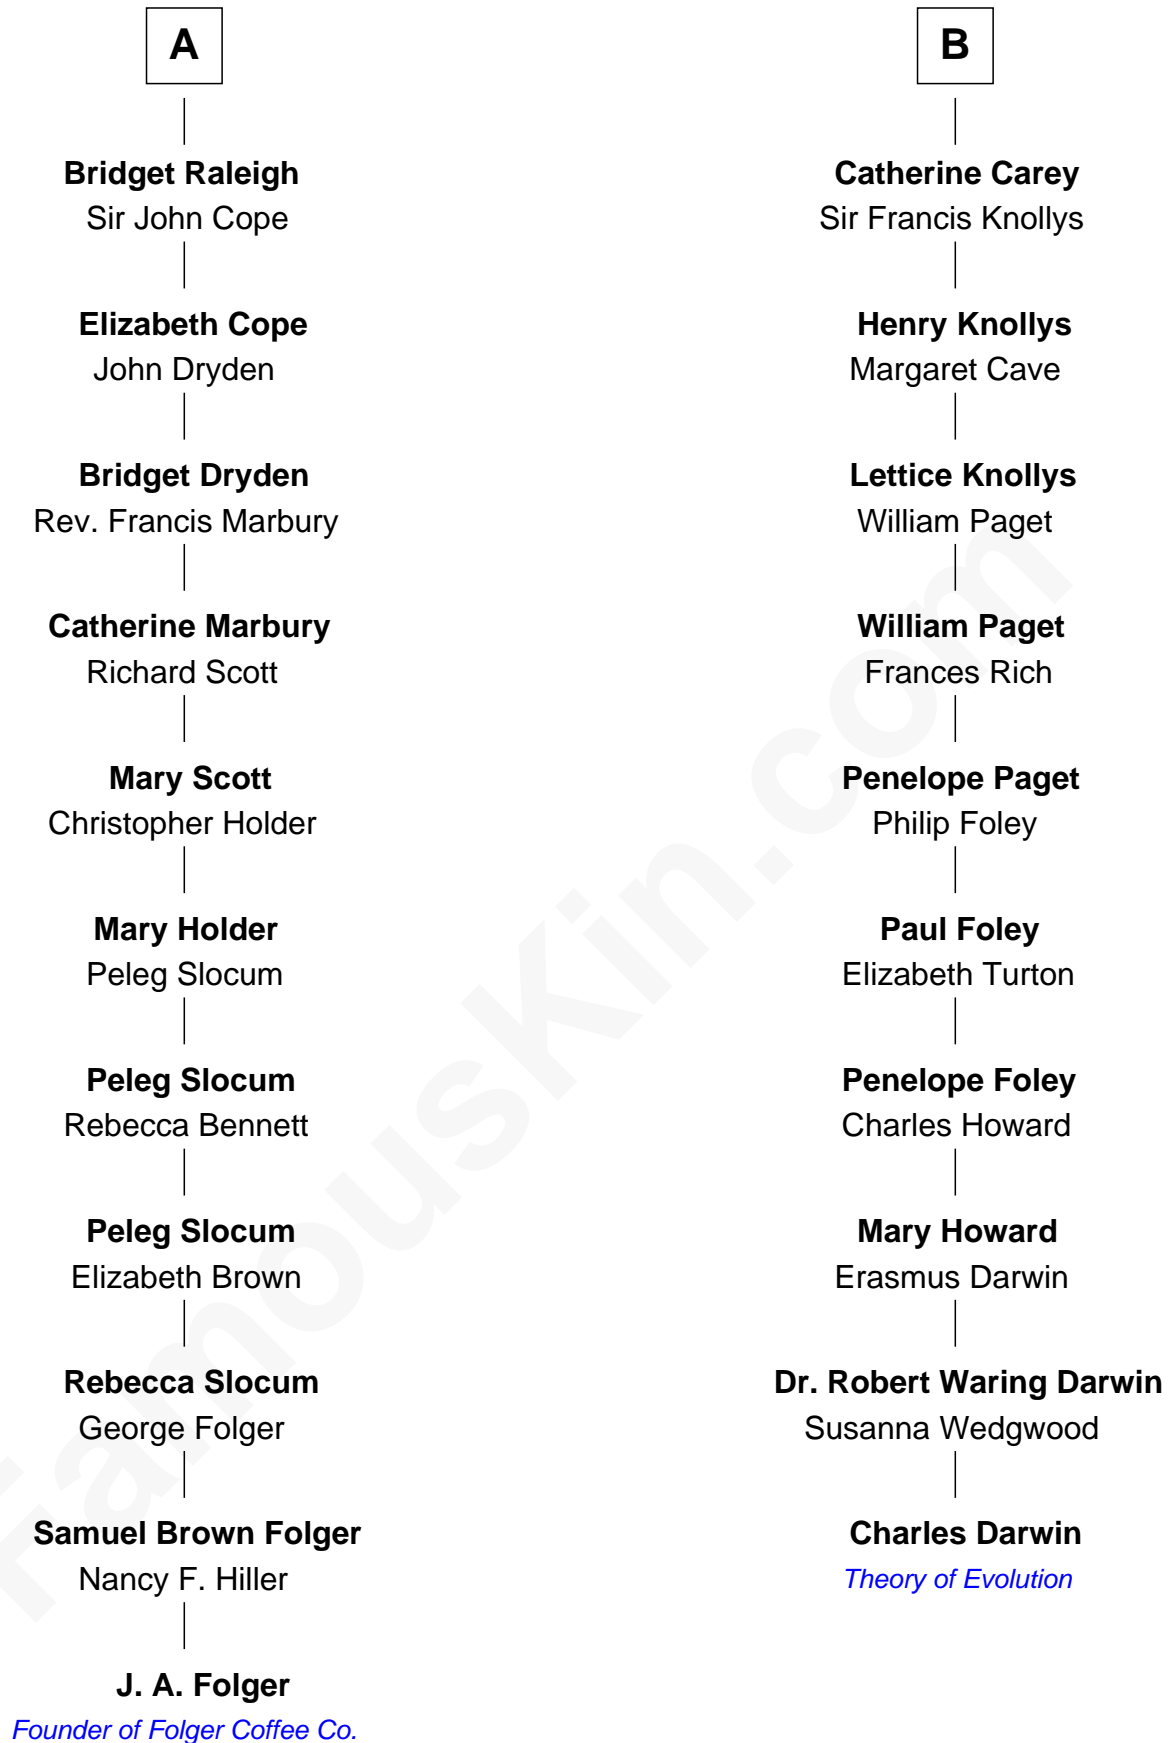 A
Bridget Raleigh
Sir John Cope
Elizabeth Cope
John Dryden
Bridget Dryden
Rev. Francis Marbury
Catherine Marbury
Richard Scott
Mary Scott
Christopher Holder
Mary Holder
Peleg Slocum
Peleg Slocum
Rebecca Bennett
Peleg Slocum
Elizabeth Brown
Rebecca Slocum
George Folger
Samuel Brown Folger
Nancy F. Hiller
J. A. Folger
Founder of Folger Coffee Co.
B
Catherine Carey
Sir Francis Knollys
Henry Knollys
Margaret Cave
Lettice Knollys
William Paget
William Paget
Frances Rich
Penelope Paget
Philip Foley
Paul Foley
Elizabeth Turton
Penelope Foley
Charles Howard
Mary Howard
Erasmus Darwin
Dr. Robert Waring Darwin
Susanna Wedgwood
Charles Darwin
Theory of Evolution
FamousKin.com